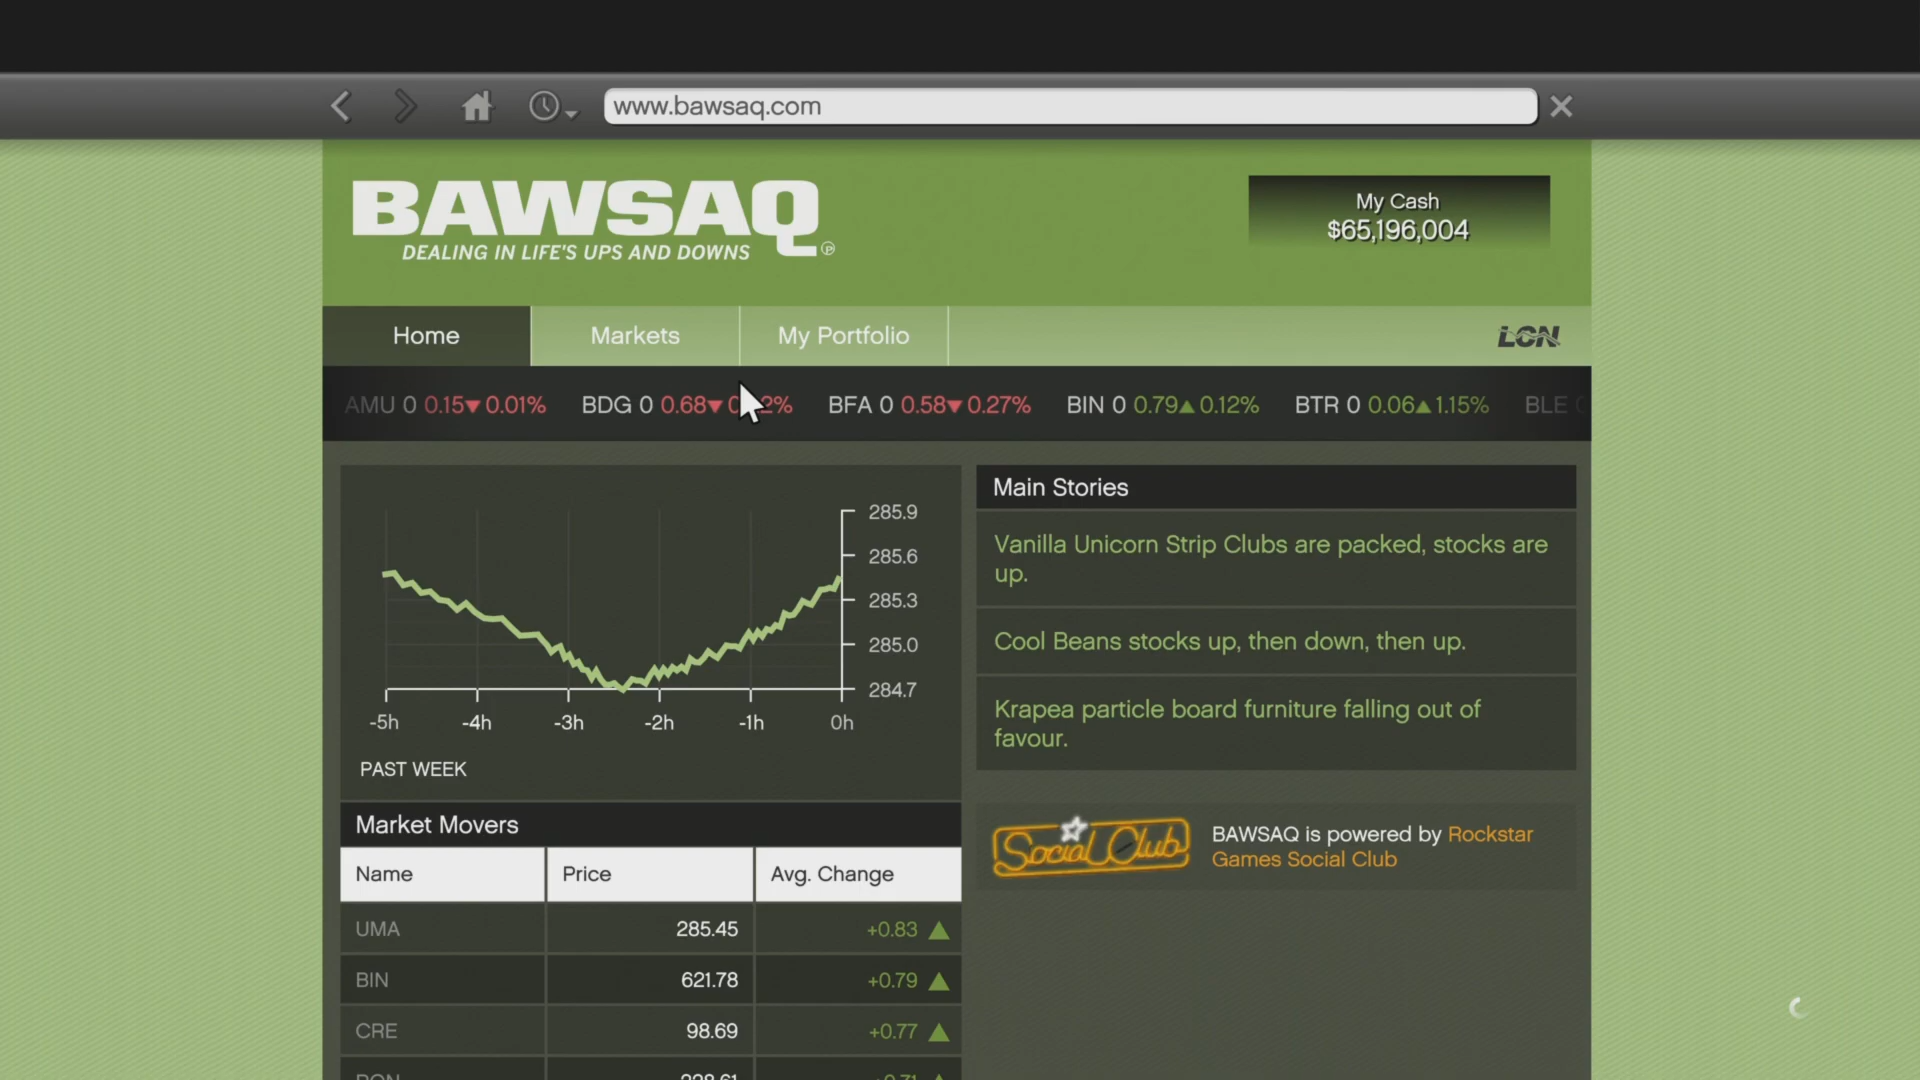 www.bawsaq.com
BAWSAQ
DEALING IN LIFE'S UPS AND DOWNS
My Cash
$65,196,004
Home Markets My Portfolio LCN
AMU 0 0.15▼0.01% BDG 0 0.68▼ BFA 0 0.58▼0.27% BIN 0 0.79▲0.12% BTR 0 0.06▲1.15% BLE
285.9
285.6
285.3
285.0
284.7
-5h -4h -3h -2h -1h 0h
PAST WEEK
Main Stories
Vanilla Unicorn Strip Clubs are packed, stocks are
up.
Cool Beans stocks up, then down, then up.
Krapea particle board furniture falling out of
favour.
Social Club
BAWSAQ is powered by Rockstar
Games Social Club
Market Movers
Name Price Avg. Change
UMA 285.45 +0.83 ▲
BIN 621.78 +0.79 ▲
CRE 98.69 +0.77 ▲